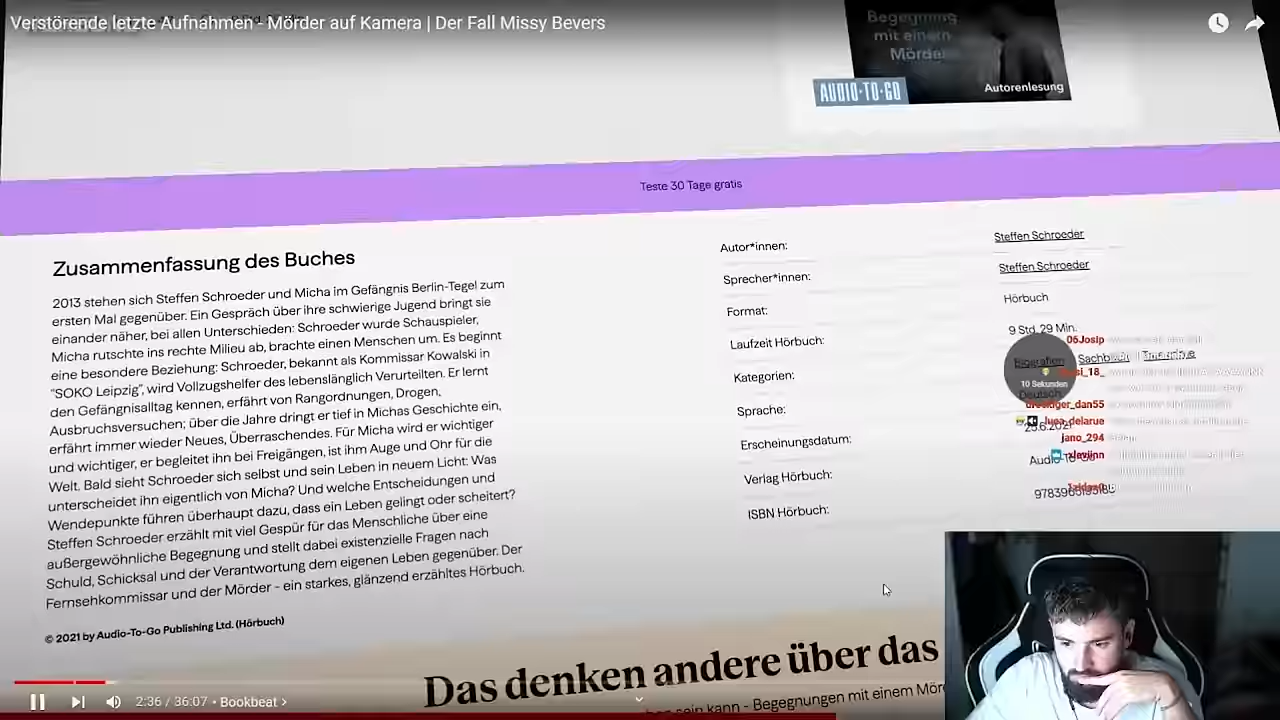 Verstörende letzte Aufnahmen - Mörder auf Kamera | Der Fall Missy Bevers
Begegnung
mit einem
Mörder
AUDIO·TO·GO
Autorenlesung
Teste 30 Tage gratis
Zusammenfassung des Buches
2013 stehen sich Steffen Schroeder und Micha im Gefängnis Berlin-Tegel zum
ersten Mal gegenüber. Ein Gespräch über ihre schwierige Jugend bringt sie
einander näher, bei allen Unterschieden: Schroeder wurde Schauspieler,
Micha rutschte ins rechte Milieu ab, brachte einen Menschen um. Es beginnt
eine besondere Beziehung: Schroeder, bekannt als Kommissar Kowalski in
"SOKO Leipzig", wird Vollzugshelfer des lebenslänglich Verurteilten. Er lernt
den Gefängnisalltag kennen, erfährt von Rangordnungen, Drogen,
Ausbruchsversuchen; über die Jahre dringt er tief in Michas Geschichte ein,
erfährt immer wieder Neues, Überraschendes. Für Micha wird er wichtiger
und wichtiger, er begleitet ihn bei Freigängen, ist ihm Auge und Ohr für die
Welt. Bald sieht Schroeder sich selbst und sein Leben in neuem Licht: Was
unterscheidet ihn eigentlich von Micha? Und welche Entscheidungen und
Wendepunkte führen überhaupt dazu, dass ein Leben gelingt oder scheitert?
Steffen Schroeder erzählt mit viel Gespür für das Menschliche über eine
außergewöhnliche Begegnung und stellt dabei existenzielle Fragen nach
Schuld, Schicksal und der Verantwortung dem eigenen Leben gegenüber. Der
Fernsehkommissar und der Mörder - ein starkes, glänzend erzähltes Hörbuch.
© 2021 by Audio-To-Go Publishing Ltd. (Hörbuch)
Autor*innen: Steffen Schroeder
Sprecher*innen: Steffen Schroeder
Format: Hörbuch
Laufzeit Hörbuch: 9 Std. 29 Min.
Kategorien: Biografien
Sprache: Deutsch
Erscheinungsdatum:
Verlag Hörbuch:
ISBN Hörbuch:
10 Sekunden
06Josip
luca_delarue
jano_294
Das denken andere über das
sein kann - Begegnungen mit einem
2:36 / 36:07 • Bookbeat